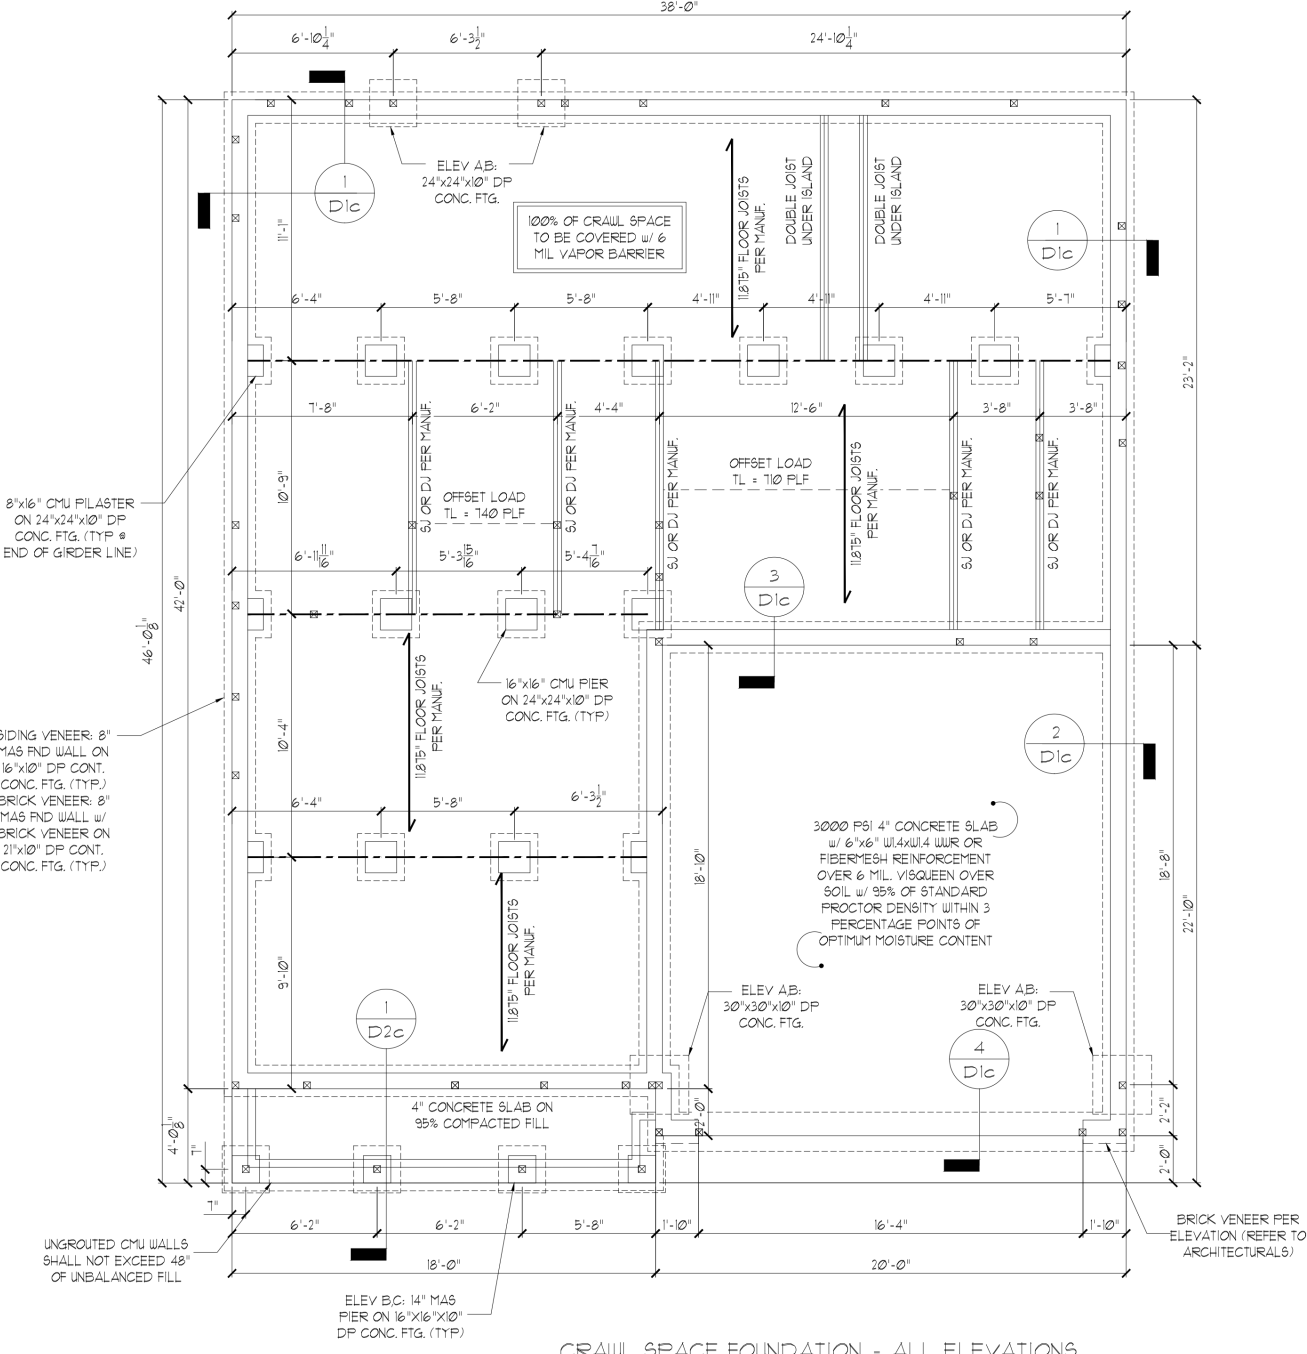 38'-0"
6'-10 1/4"
6'-3 1/2"
24'-10 1/4"
ELEV A,B:
24"x24"x10" DP
CONC. FTG.
1
D1c
1
D1c
100% OF CRAWL SPACE
TO BE COVERED w/ 6
MIL VAPOR BARRIER
11.875" FLOOR JOISTS
PER MANUF.
DOUBLE JOIST
UNDER ISLAND
DOUBLE JOIST
UNDER ISLAND
1
D1c
11'-1"
6'-4"
5'-8"
5'-8"
4'-11"
4'-11"
4'-11"
5'-7"
23'-2"
7'-8"
6'-2"
4'-4"
12'-6"
3'-8"
3'-8"
SJ OR DJ PER MANUF.
SJ OR DJ PER MANUF.
SJ OR DJ PER MANUF.
SJ OR DJ PER MANUF.
SJ OR DJ PER MANUF.
OFFSET LOAD
TL = 740 PLF
OFFSET LOAD
TL = 710 PLF
11.875" FLOOR JOISTS
PER MANUF.
8"x16" CMU PILASTER
ON 24"x24"x10" DP
CONC. FTG. (TYP @
END OF GIRDER LINE)
10'-9"
42'-0"
46'-0 1/8"
6'-11 11/16"
5'-3 15/16"
5'-4 7/16"
3
D1c
16"x16" CMU PIER
ON 24"x24"x10" DP
CONC. FTG. (TYP)
11.875" FLOOR JOISTS
PER MANUF.
10'-4"
SIDING VENEER: 8"
MAS FND WALL ON
16"x10" DP CONT.
CONC. FTG. (TYP.)
BRICK VENEER: 8"
MAS FND WALL w/
BRICK VENEER ON
21"x10" DP CONT.
CONC. FTG. (TYP.)
2
D1c
6'-4"
5'-8"
6'-3 1/2"
3000 PSI 4" CONCRETE SLAB
w/ 6"x6" W1.4xW1.4 WWR OR
FIBERMESH REINFORCEMENT
OVER 6 MIL. VISQUEEN OVER
SOIL w/ 95% OF STANDARD
PROCTOR DENSITY WITHIN 3
PERCENTAGE POINTS OF
OPTIMUM MOISTURE CONTENT
18'-10"
18'-8"
22'-10"
9'-10"
11.875" FLOOR JOISTS
PER MANUF.
1
D2c
ELEV A,B:
30"x30"x10" DP
CONC. FTG.
ELEV A,B:
30"x30"x10" DP
CONC. FTG.
4
D1c
4" CONCRETE SLAB ON
95% COMPACTED FILL
4'-0 1/8"
7"
2'-0"
2'-2"
2'-0"
7"
6'-2"
6'-2"
5'-8"
1'-10"
16'-4"
1'-10"
BRICK VENEER PER
ELEVATION (REFER TO
ARCHITECTURALS)
UNGROUTED CMU WALLS
SHALL NOT EXCEED 48"
OF UNBALANCED FILL
18'-0"
20'-0"
ELEV B,C: 14" MAS
PIER ON 16"X16"X10"
DP CONC. FTG. (TYP)
CRAWL SPACE FOUNDATION - ALL ELEVATIONS